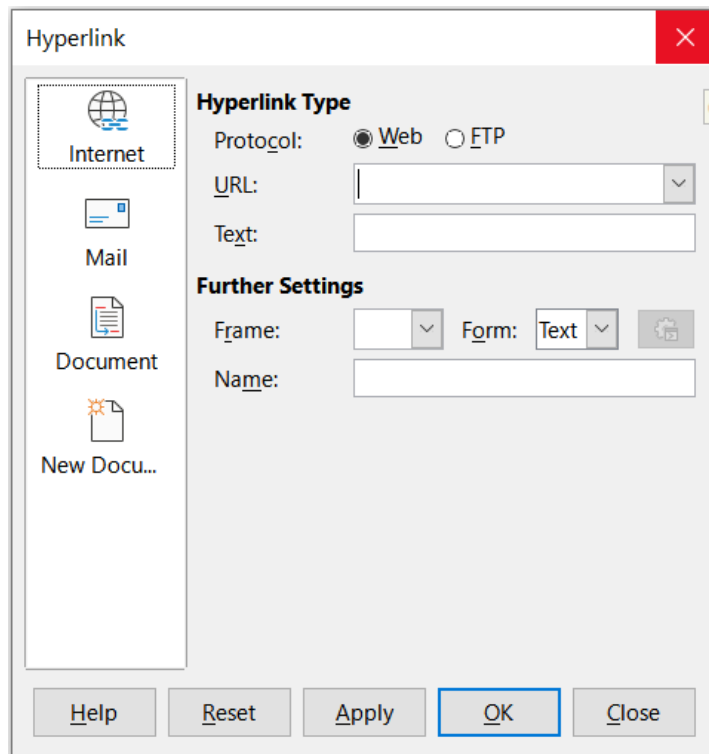 Hyperlink
Internet
Mail
Document
New Docu...
Hyperlink Type
Protocol: Web FTP
URL:
Text:
Further Settings
Frame: Form: Text
Name:
Help Reset Apply OK Close